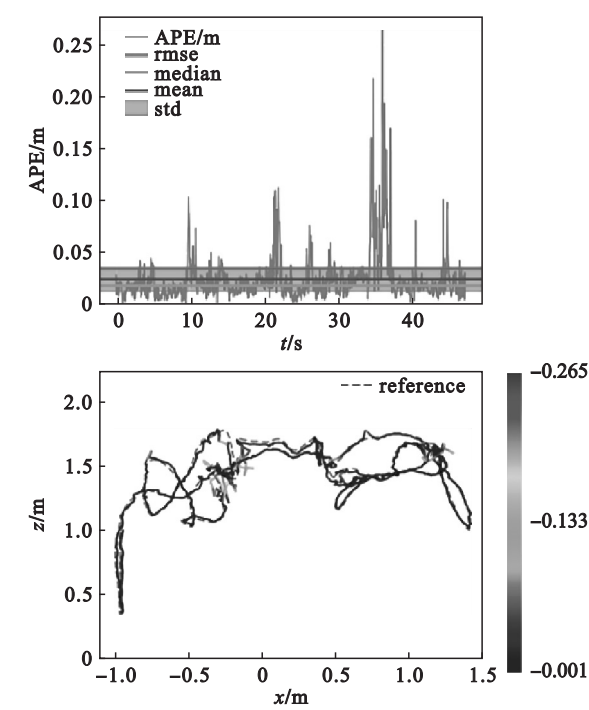 APE/m
rmse
median
mean
std
APE/m
0.25
0.20
0.15
0.10
0.05
0
0 10 20 30 40
t/s
reference
z/m
2.0
1.5
1.0
0.5
0
−1.0 −0.5 0 0.5 1.0 1.5
x/m
−0.265
−0.133
−0.001